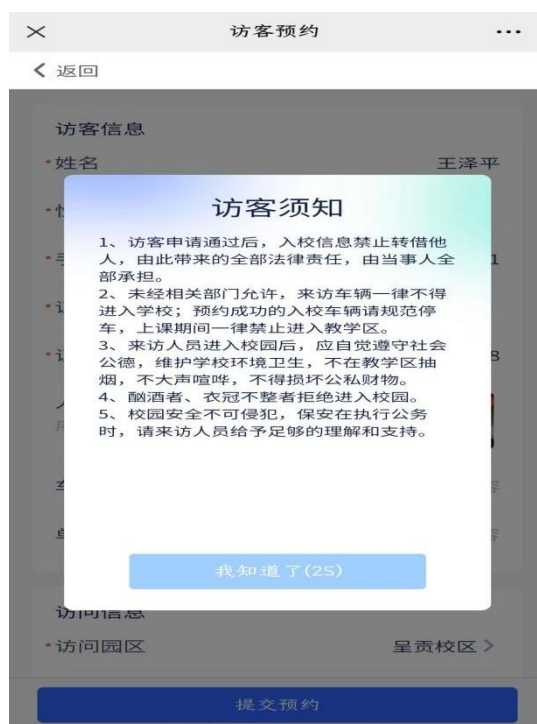 访客预约
返回
访客信息
*姓名 王泽平
访客须知
1、访客申请通过后，入校信息禁止转借他
人，由此带来的全部法律责任，由当事人全
部承担。
2、未经相关部门允许，来访车辆一律不得
进入学校；预约成功的入校车辆请规范停
车，上课期间一律禁止进入教学区。
3、来访人员进入校园后，应自觉遵守社会
公德，维护学校环境卫生，不在教学区抽
烟，不大声喧哗，不得损坏公私财物。
4、酗酒者、衣冠不整者拒绝进入校园。
5、校园安全不可侵犯，保安在执行公务
时，请来访人员给予足够的理解和支持。
我知道了(2S)
访问信息
*访问园区 呈贡校区
提交预约